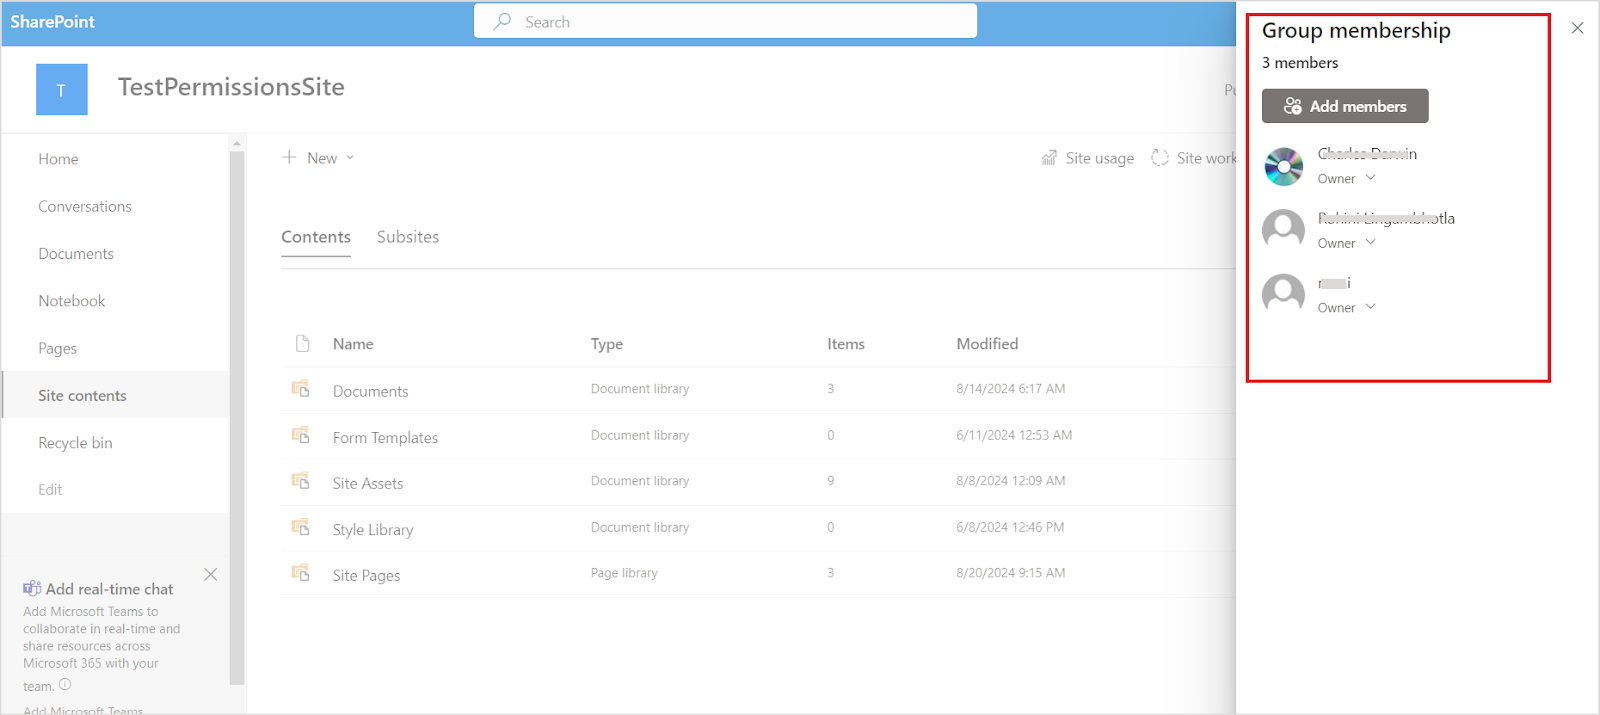 SharePoint
Search
T
TestPermissionsSite
Home
Conversations
Documents
Notebook
Pages
Site contents
Recycle bin
Edit
Add real-time chat
Add Microsoft Teams to
collaborate in real-time and
share resources across
Microsoft 365 with your
team.
Add Microsoft Teams
New
Site usage
Site work
Contents Subsites
Name Type Items Modified
Documents Document library 3 8/14/2024 6:17 AM
Form Templates Document library 0 6/11/2024 12:53 AM
Site Assets Document library 9 8/8/2024 12:09 AM
Style Library Document library 0 6/8/2024 12:46 PM
Site Pages Page library 3 8/20/2024 9:15 AM
Group membership
3 members
Add members
Owner
Owner
Owner